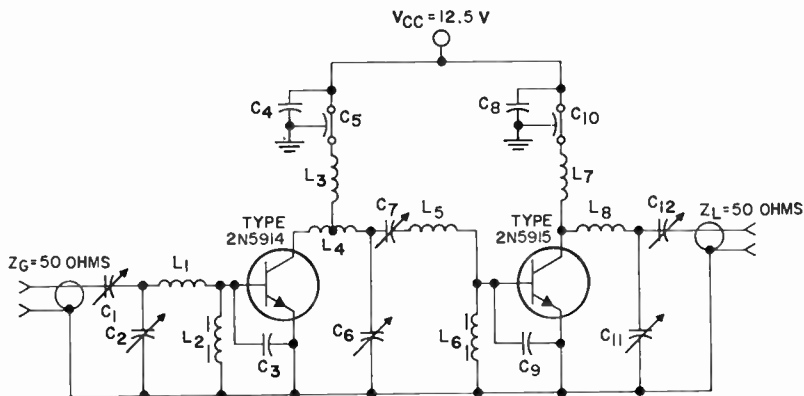 VCC=12.5 V
C4
C5
C8
C10
L3
L7
C7
L5
TYPE
2N5914
L4
TYPE
2N5915
L8
C12
ZL=50 OHMS
ZG=50 OHMS
L1
C1
C2
L2
C3
C6
L6
C9
C11